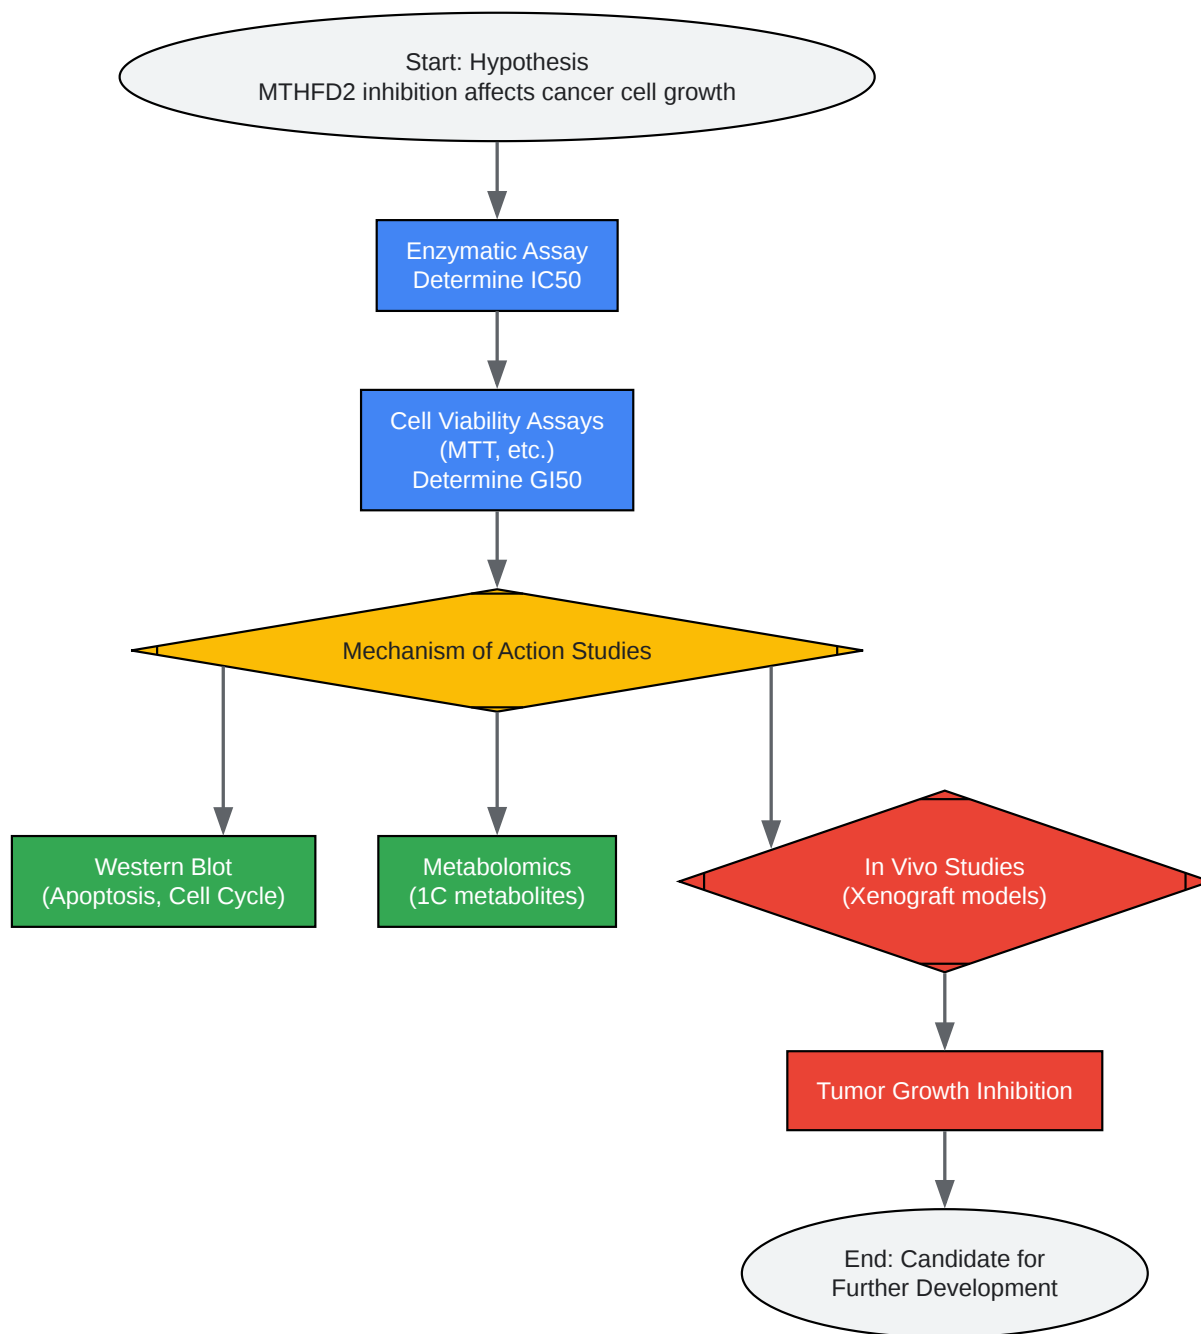 Start: Hypothesis
MTHFD2 inhibition affects cancer cell growth
Enzymatic Assay
Determine IC50
Cell Viability Assays
(MTT, etc.)
Determine GI50
Mechanism of Action Studies
Western Blot
(Apoptosis, Cell Cycle)
Metabolomics
(1C metabolites)
In Vivo Studies
(Xenograft models)
Tumor Growth Inhibition
End: Candidate for
Further Development